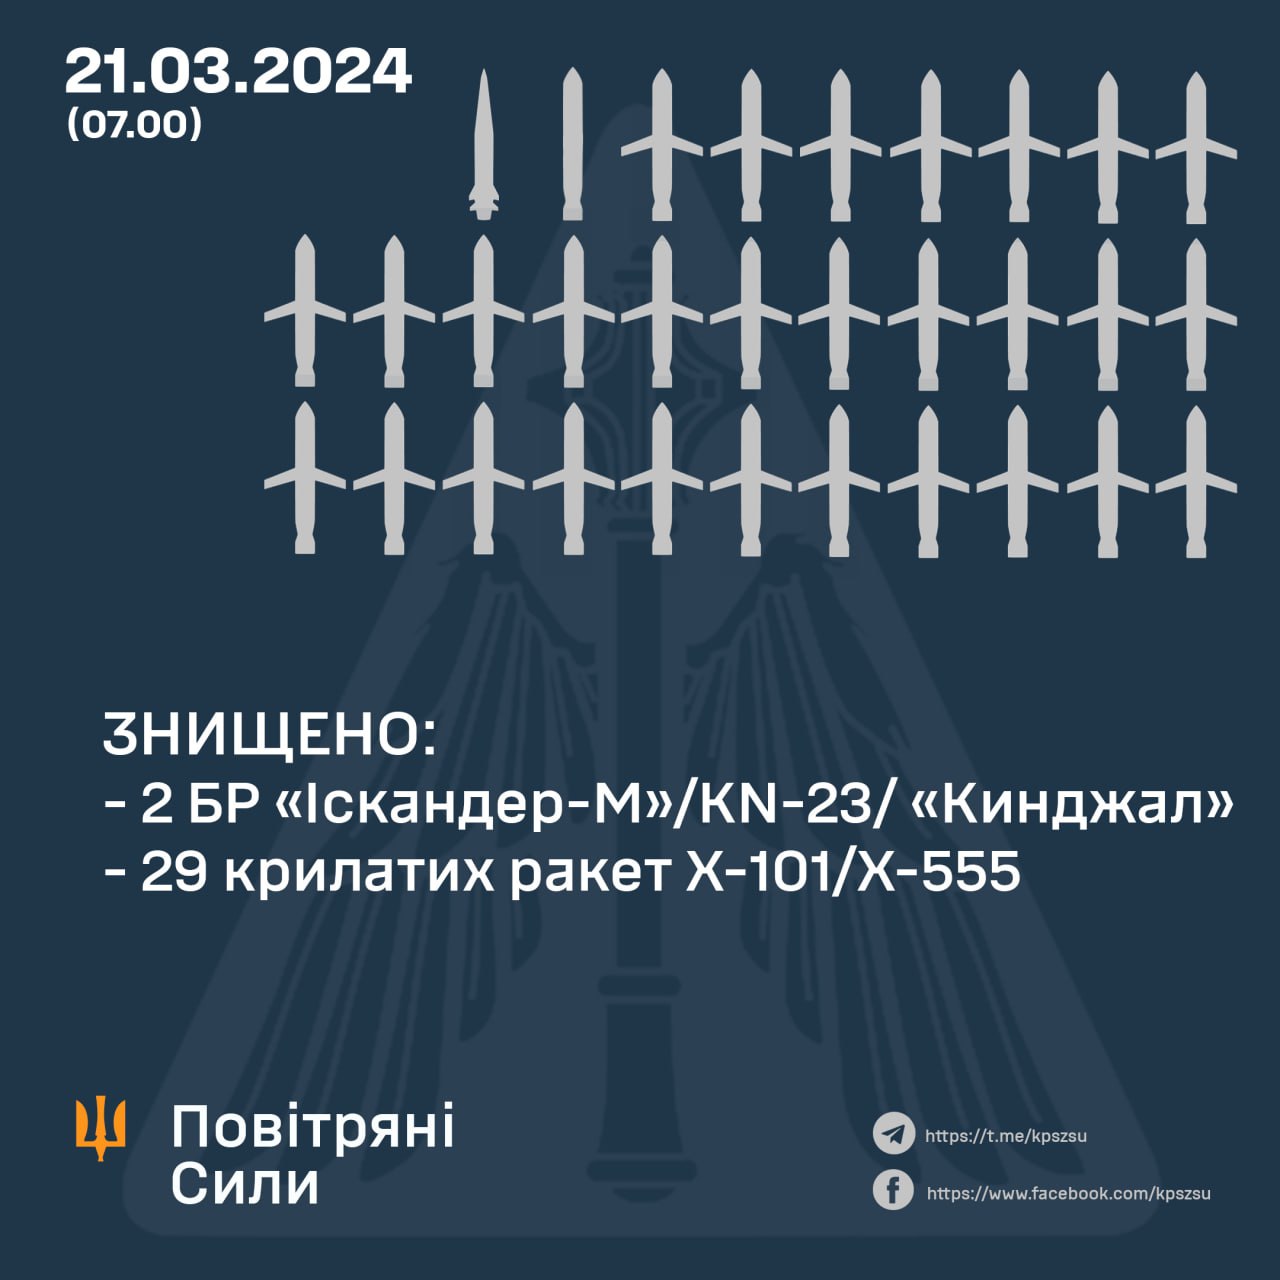 21.03.2024
(07.00)
ЗНИЩЕНО:
- 2 БР «Іскандер-М»/KN-23/ «Кинджал»
- 29 крилатих ракет Х-101/Х-555
Повітряні
Сили
https://t.me/kpszsu
https://www.facebook.com/kpszsu